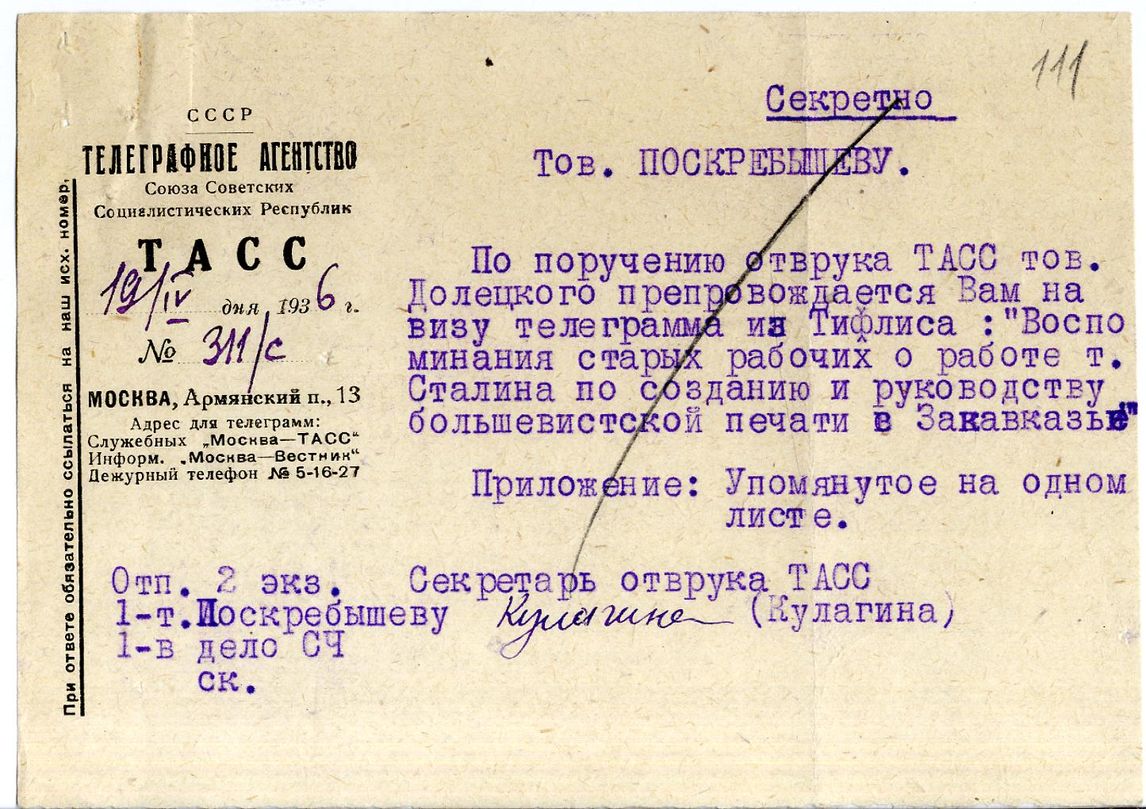 111
Секретно
СССР
ТЕЛЕГРАФНОЕ АГЕНТСТВО
Союза Советских
Социалистических Республик
ТАСС
19/IV дня 1936 г.
№ 311/с
МОСКВА, Армянский п., 13
Адрес для телеграмм:
Служебных „Москва—ТАСС“
Информ. „Москва—Вестник“
Дежурный телефон № 5-16-27
При ответе обязательно ссылаться на наш исх. номер.
Тов. ПОСКРЕБЫШЕВУ.
По поручению отврука ТАСС тов.
Долецкого препровождается Вам на
визу телеграмма из Тифлиса :"Воспо
минания старых рабочих о работе т.
Сталина по созданию и руководству
большевистской печати в Закавказье"
Приложение: Упомянутое на одном
листе.
Отп. 2 экз. Секретарь отврука ТАСС
1-т.Поскребышеву Кулагина (Кулагина)
1-в дело СЧ
ск.